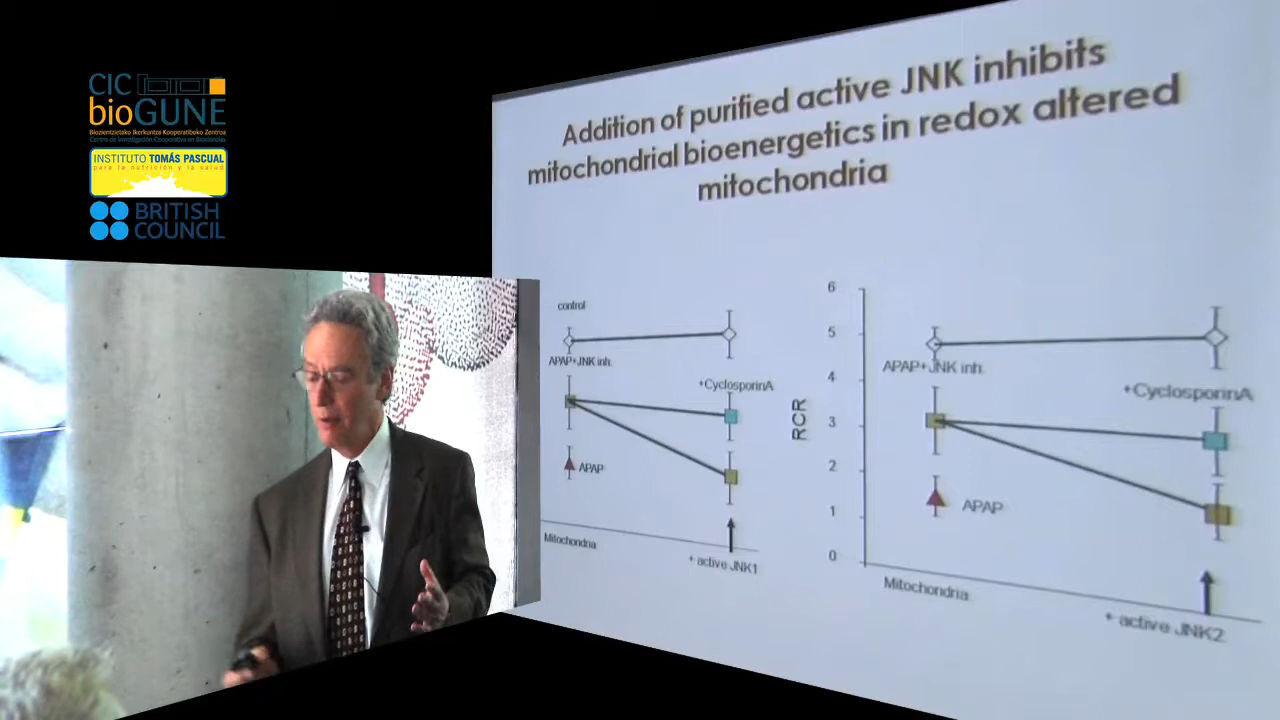 CIC
bioGUNE
Biozientzietako Ikerkuntza Kooperatiboko Zentroa
Centro de Investigación Cooperativa en Biociencias
INSTITUTO TOMÁS PASCUAL
para la nutrición y la salud
BRITISH
COUNCIL
Addition of purified active JNK inhibits
mitochondrial bioenergetics in redox altered
mitochondria
control
APAP+JNK inh.
+CyclosporinA
APAP
Mitochondria
+ active JNK1
6
5
4
3
2
1
0
RCR
APAP+JNK inh.
+CyclosporinA
APAP
Mitochondria
+ active JNK2